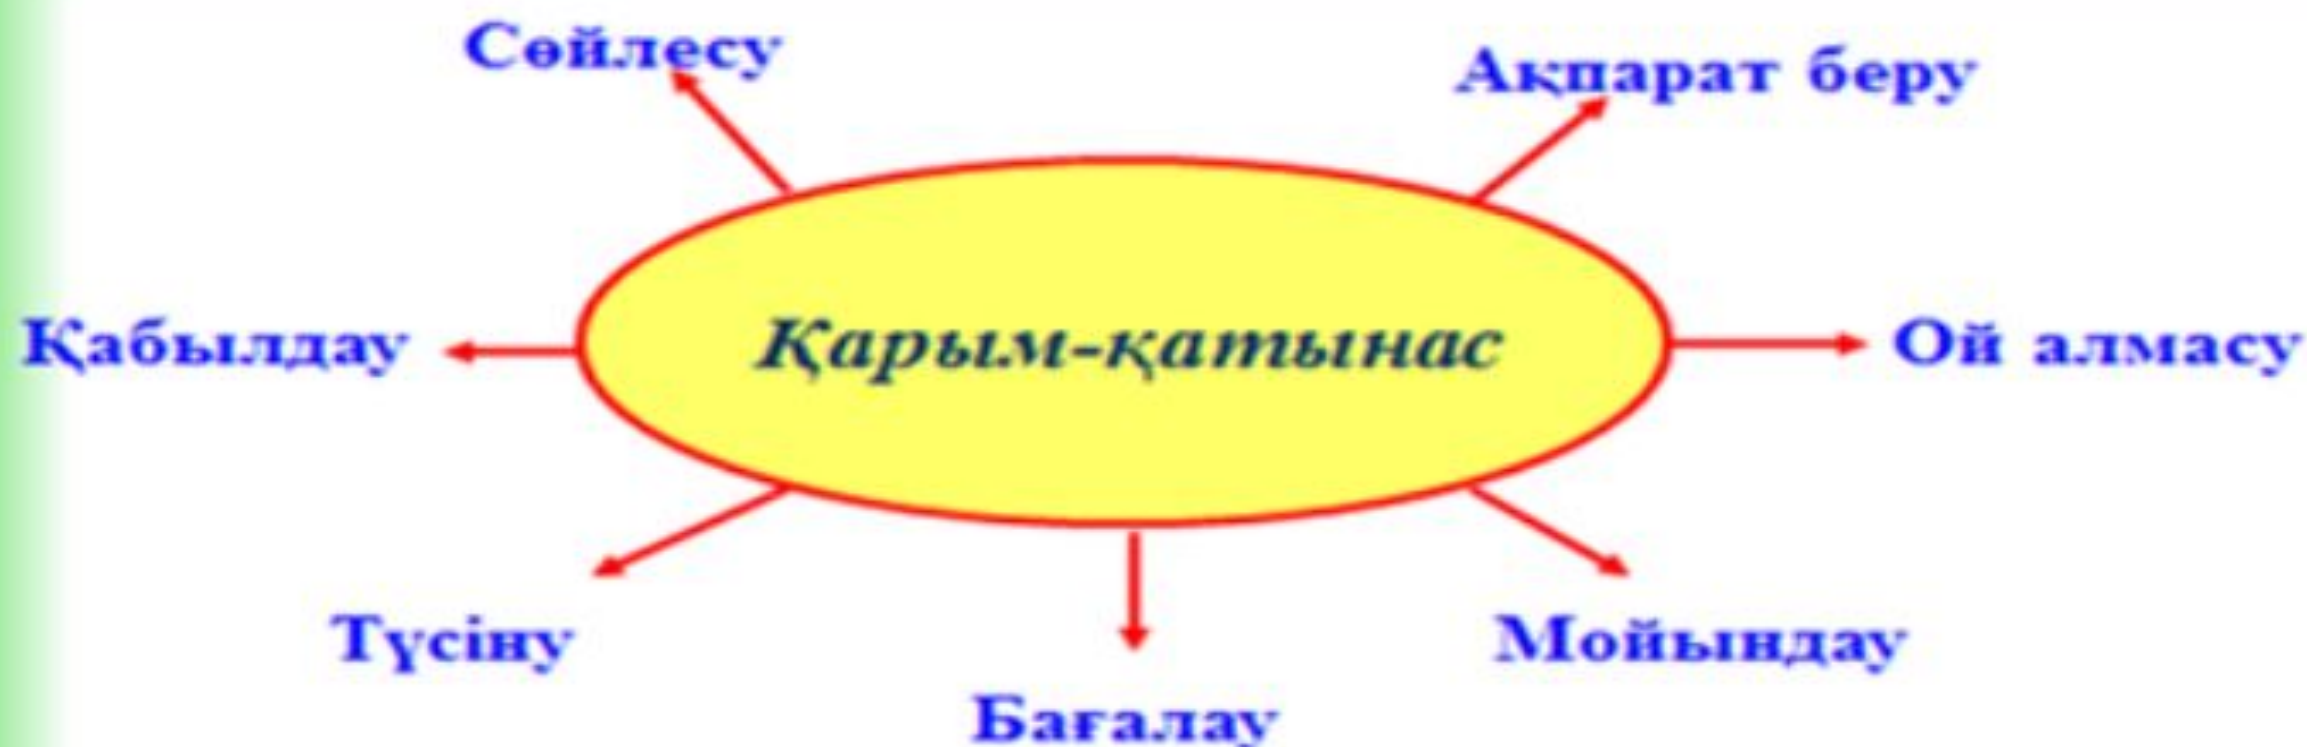 Сөйлесу
Ақпарат беру
Қабылдау
Қарым-қатынас
Ой алмасу
Түсіну
Мойындау
Бағалау